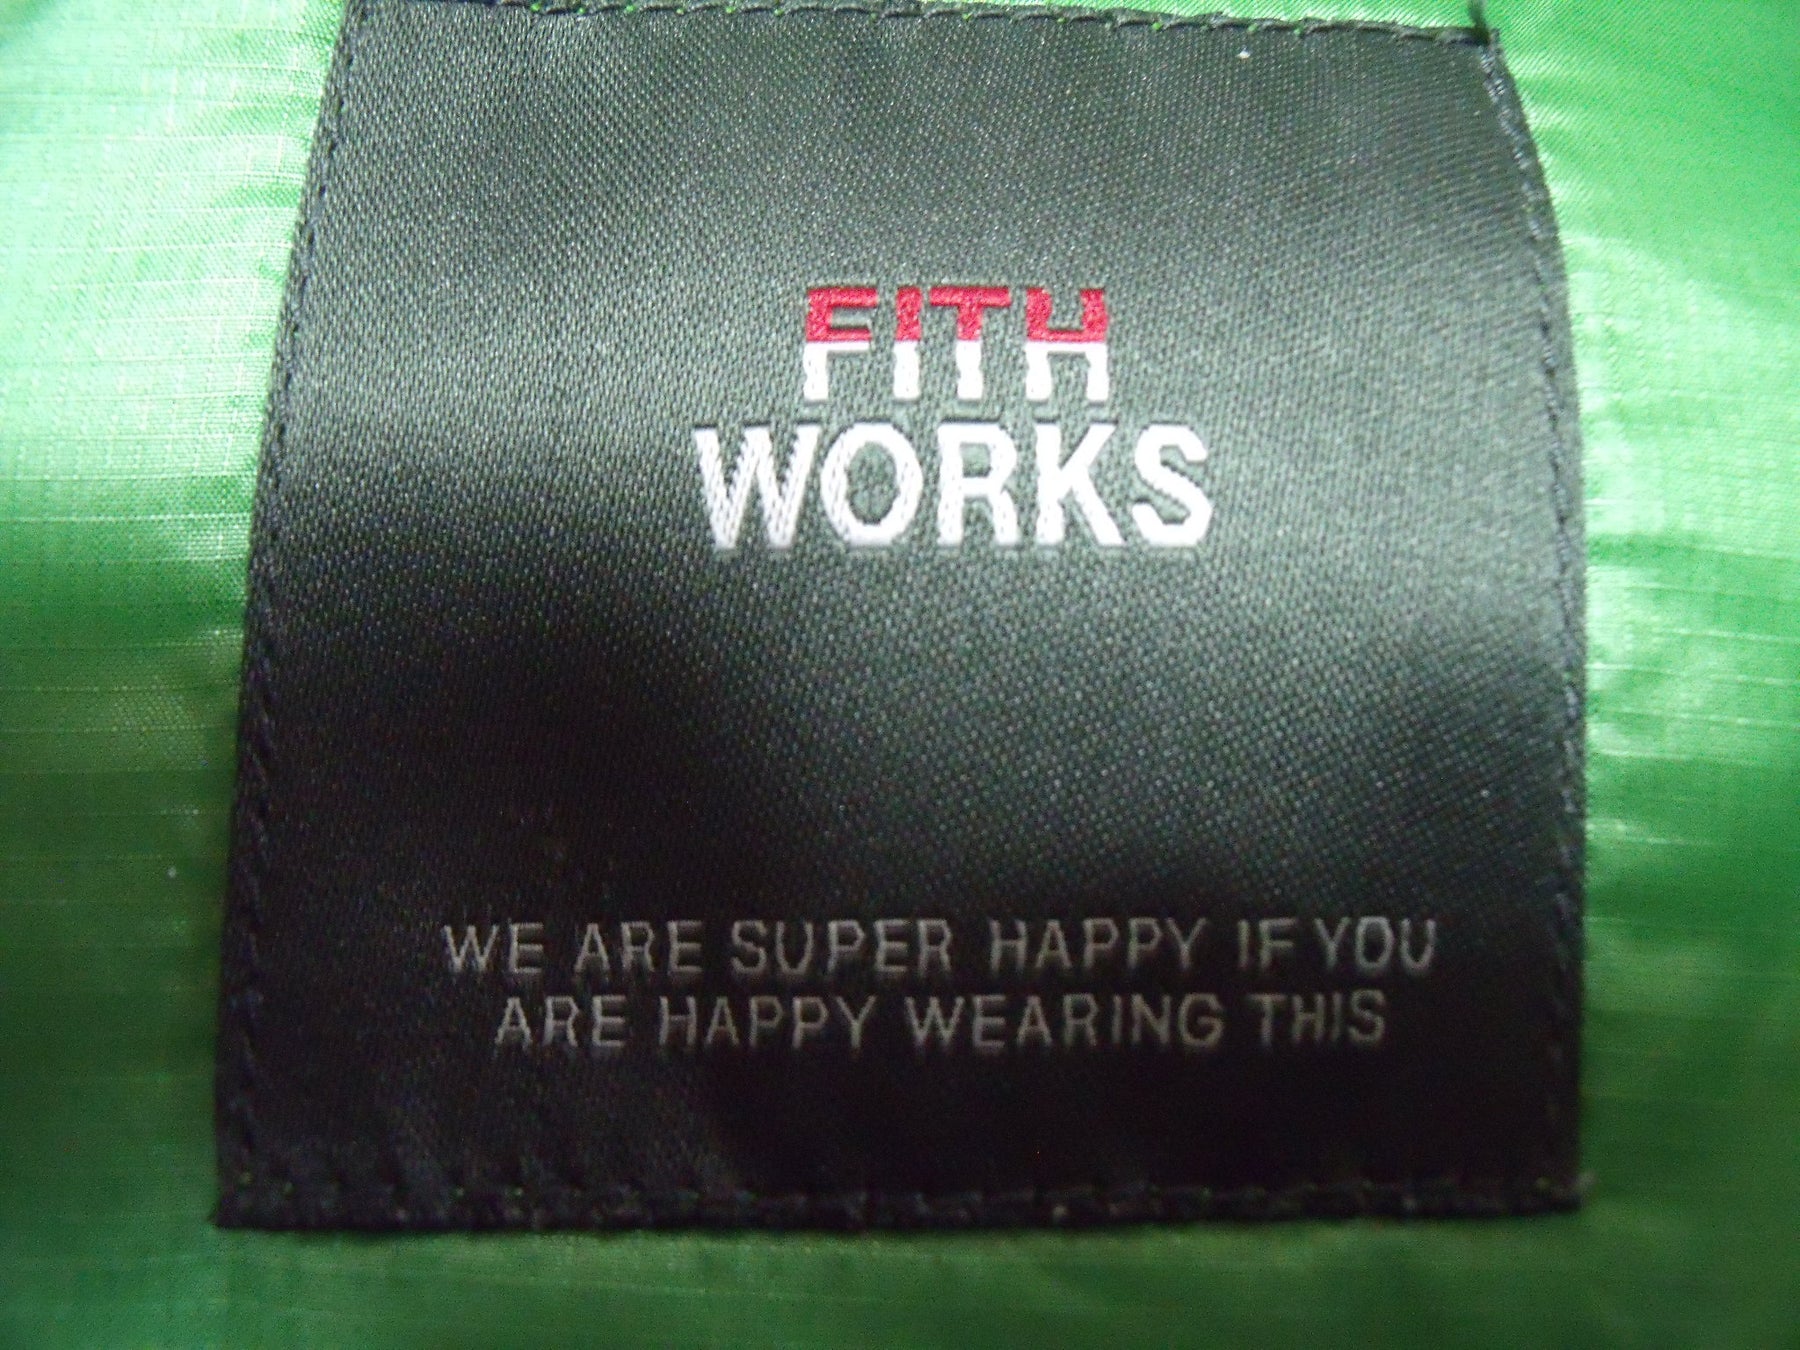 FITH
WORKS
WE ARE SUPER HAPPY IF YOU
ARE HAPPY WEARING THIS